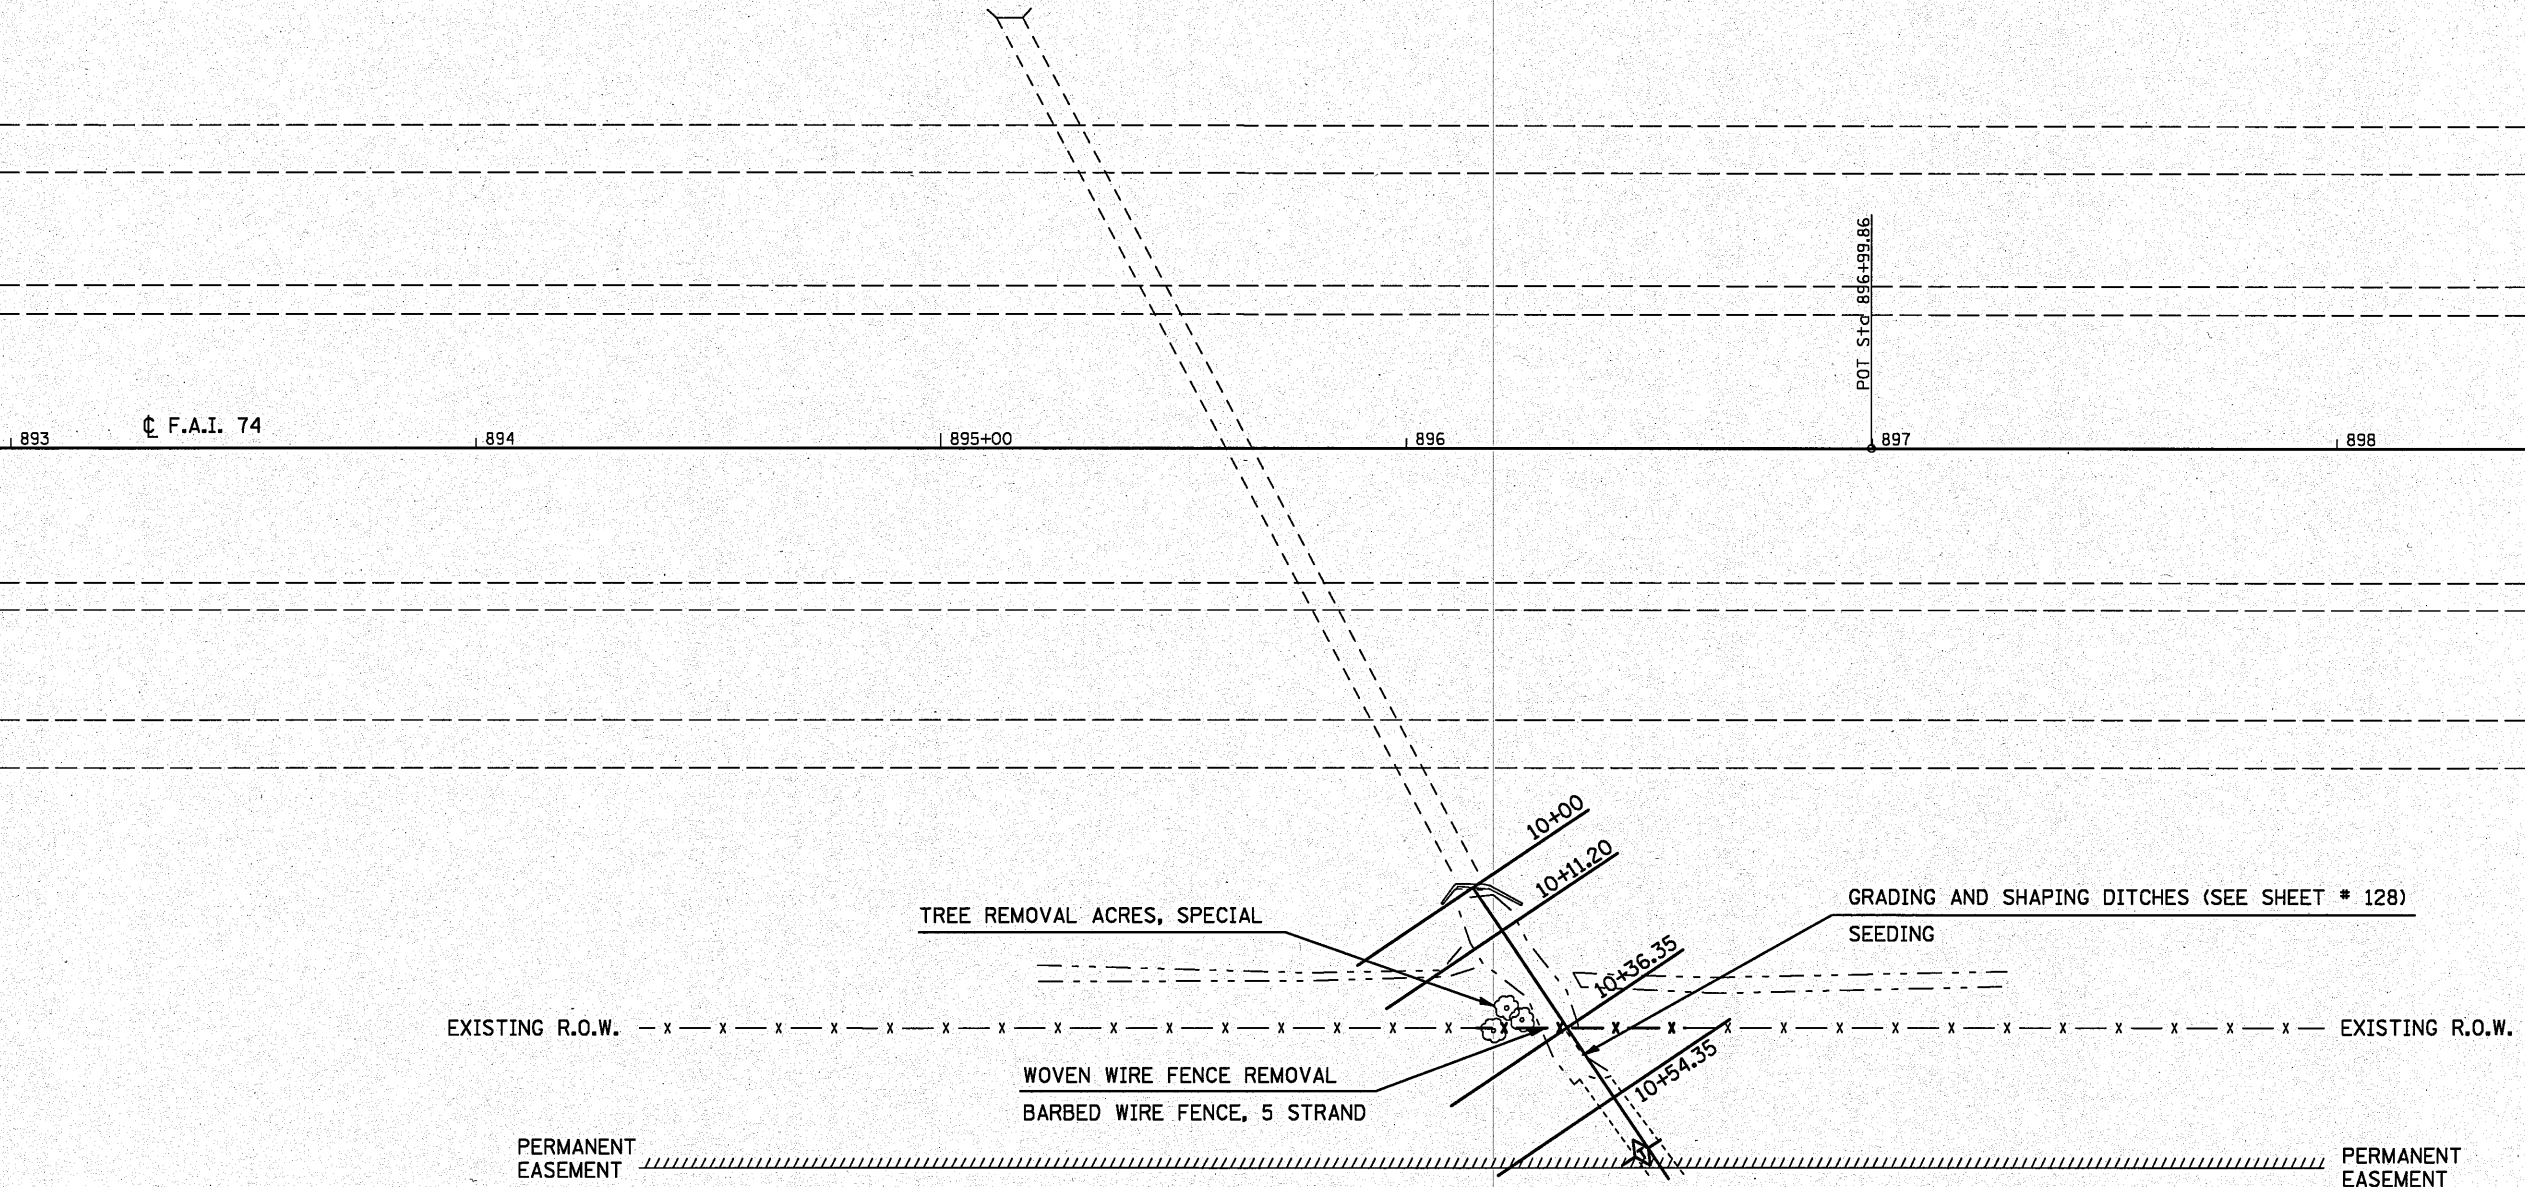 POT Sta 896+99.86
℄ F.A.I. 74
893
894
895+00
896
897
898
10+00
10+11.20
TREE REMOVAL ACRES, SPECIAL
GRADING AND SHAPING DITCHES (SEE SHEET # 128)
SEEDING
10+36.35
EXISTING R.O.W.
EXISTING R.O.W.
10+54.35
WOVEN WIRE FENCE REMOVAL
BARBED WIRE FENCE, 5 STRAND
PERMANENT
EASEMENT
PERMANENT
EASEMENT